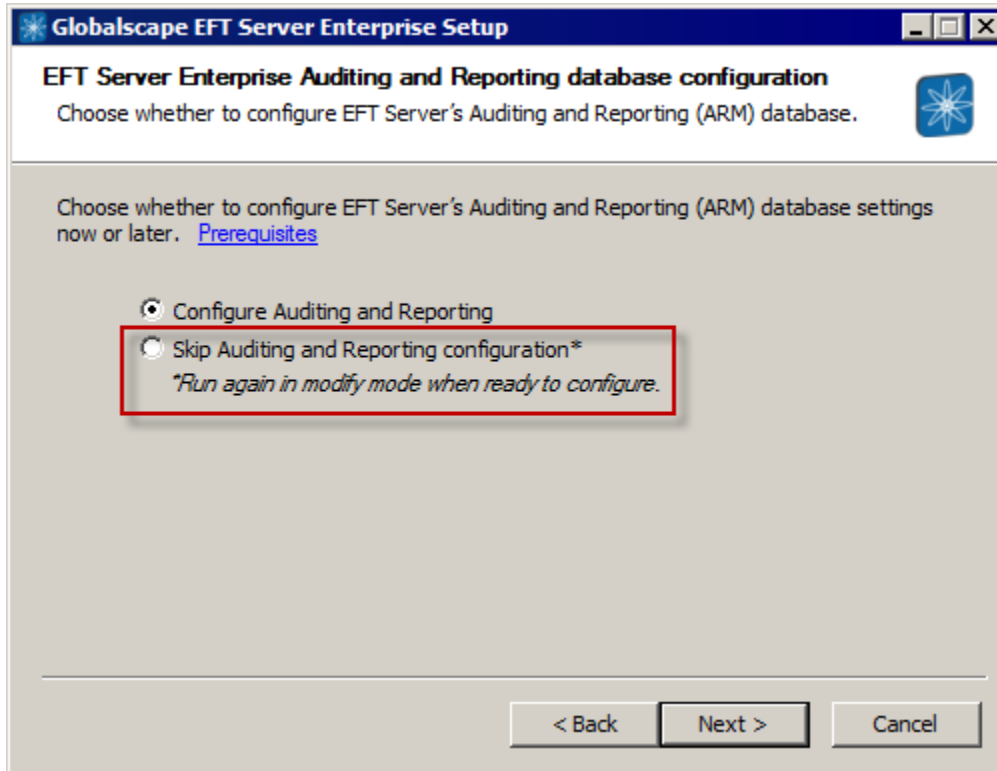 Globalscape EFT Server Enterprise Setup
EFT Server Enterprise Auditing and Reporting database configuration
Choose whether to configure EFT Server's Auditing and Reporting (ARM) database.
Choose whether to configure EFT Server's Auditing and Reporting (ARM) database settings
now or later. Prerequisites
Configure Auditing and Reporting
Skip Auditing and Reporting configuration*
*Run again in modify mode when ready to configure.
< Back Next > Cancel